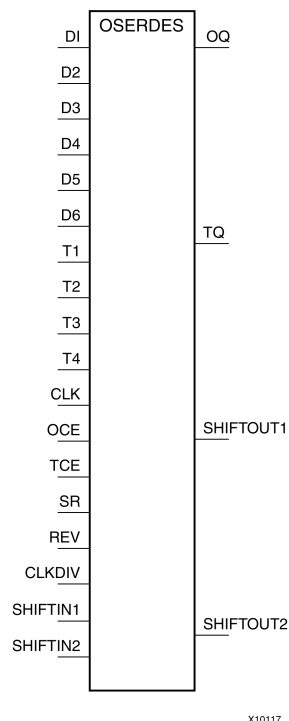 OSERDES
DI
OQ
D2
D3
D4
D5
D6
TQ
T1
T2
T3
T4
CLK
OCE
SHIFTOUT1
TCE
SR
REV
CLKDIV
SHIFTIN1
SHIFTOUT2
SHIFTIN2
X10117